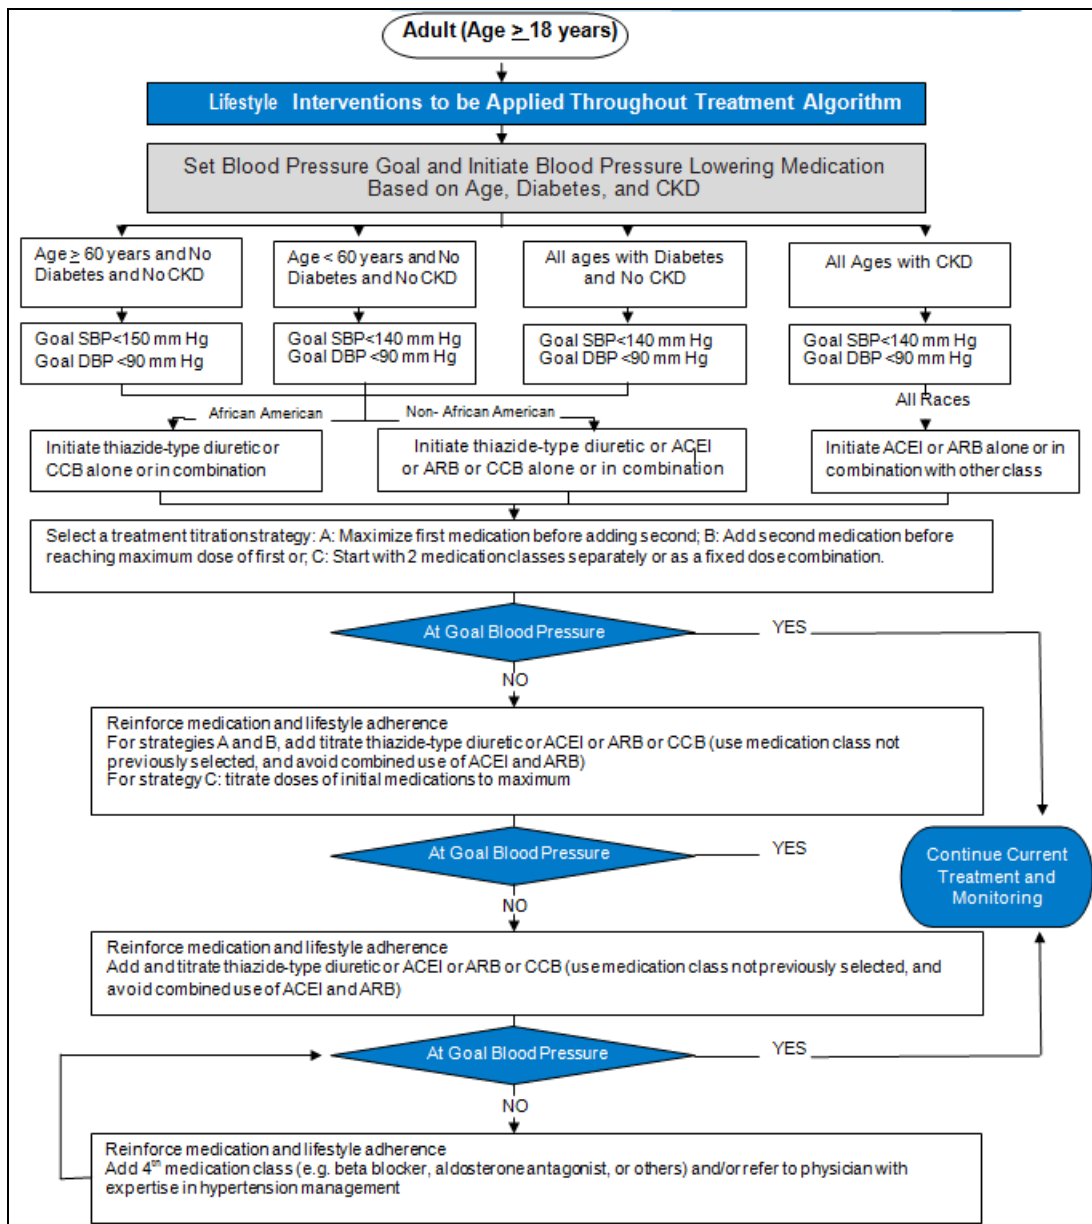 Adult (Age ≥ 18 years)
Lifestyle Interventions to be Applied Throughout Treatment Algorithm
Set Blood Pressure Goal and Initiate Blood Pressure Lowering Medication
Based on Age, Diabetes, and CKD
Age ≥ 60 years and No
Diabetes and No CKD
Age < 60 years and No
Diabetes and No CKD
All ages with Diabetes
and No CKD
All Ages with CKD
Goal SBP<150 mm Hg
Goal DBP <90 mm Hg
Goal SBP<140 mm Hg
Goal DBP <90 mm Hg
Goal SBP<140 mm Hg
Goal DBP <90 mm Hg
Goal SBP<140 mm Hg
Goal DBP <90 mm Hg
African American
Non- African American
All Races
Initiate thiazide-type diuretic or
CCB alone or in combination
Initiate thiazide-type diuretic or ACEI
or ARB or CCB alone or in combination
Initiate ACEI or ARB alone or in
combination with other class
Select a treatment titration strategy: A: Maximize first medication before adding second; B: Add second medication before
reaching maximum dose of first or; C: Start with 2 medication classes separately or as a fixed dose combination.
At Goal Blood Pressure
YES
NO
Reinforce medication and lifestyle adherence
For strategies A and B, add titrate thiazide-type diuretic or ACEI or ARB or CCB (use medication class not
previously selected, and avoid combined use of ACEI and ARB)
For strategy C: titrate doses of initial medications to maximum
At Goal Blood Pressure
YES
Continue Current
Treatment and
Monitoring
NO
Reinforce medication and lifestyle adherence
Add and titrate thiazide-type diuretic or ACEI or ARB or CCB (use medication class not previously selected, and
avoid combined use of ACEI and ARB)
At Goal Blood Pressure
YES
NO
Reinforce medication and lifestyle adherence
Add 4th medication class (e.g. beta blocker, aldosterone antagonist, or others) and/or refer to physician with
expertise in hypertension management